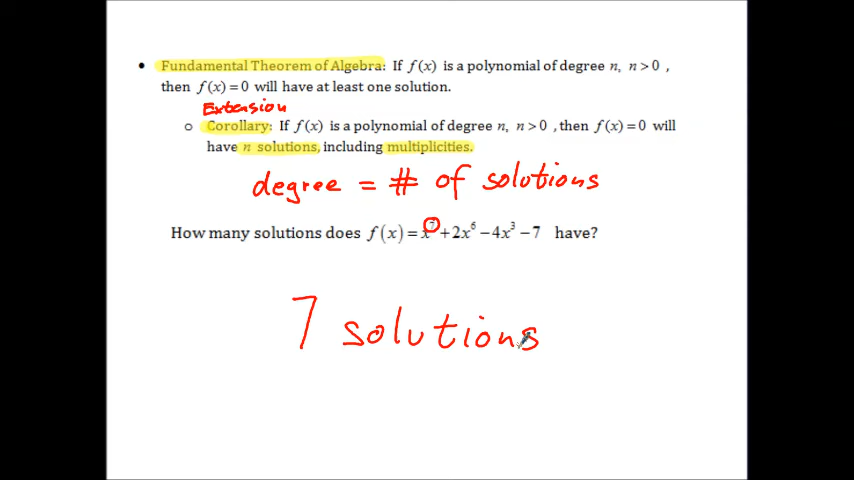 • Fundamental Theorem of Algebra: If f(x) is a polynomial of degree n, n > 0 ,
then f(x) = 0 will have at least one solution.
Extension
o Corollary: If f(x) is a polynomial of degree n, n > 0 , then f(x) = 0 will
have n solutions, including multiplicities.
degree = # of solutions
How many solutions does f(x) = x⁷ + 2x⁶ − 4x³ − 7 have?
7 solutions